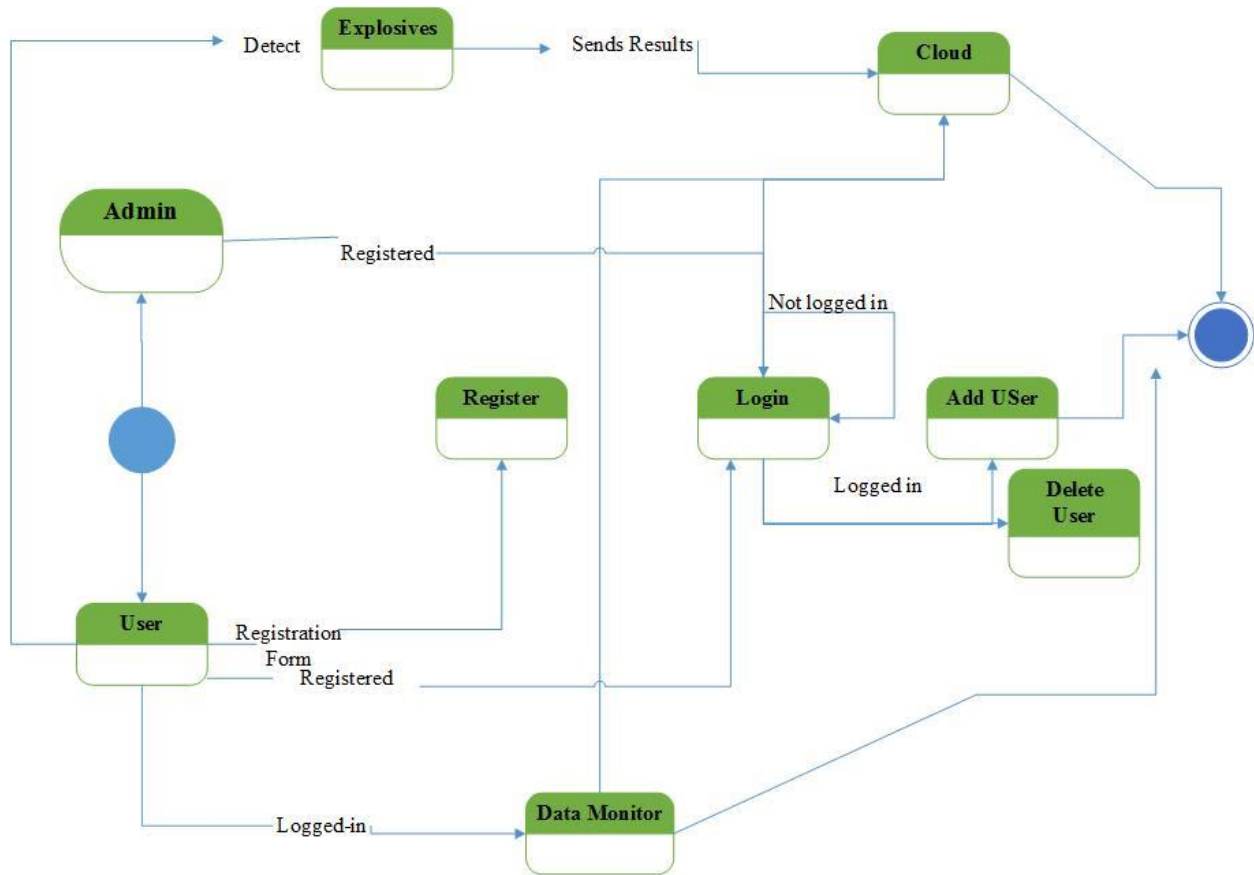 Explosives
Detect
Sends Results
Cloud
Admin
Registered
Not logged in
Register
Login
Add USer
Logged in
Delete
User
User
Registration
Form
Registered
Data Monitor
Logged-in